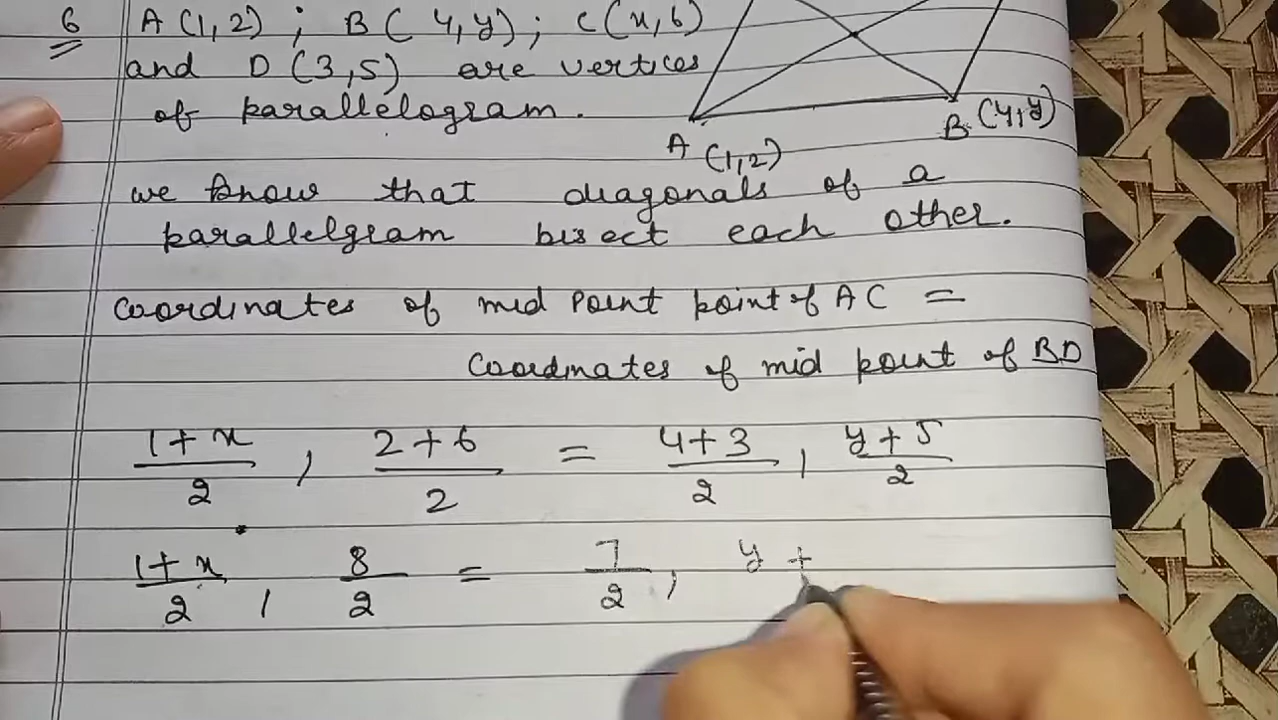 6 A (1,2) ; B ( 4,y) ; C (x,6)
and D (3,5) are vertices
of parallelogram.
B (4,y)
A (1,2)
we know that diagonals of a
parallelgram bisect each other.
Coordinates of mid point point of AC =
Coordinates of mid point of BD
1+x/2 , 2+6/2 = 4+3/2 , y+5/2
1+x/2 , 8/2 = 7/2 , y +